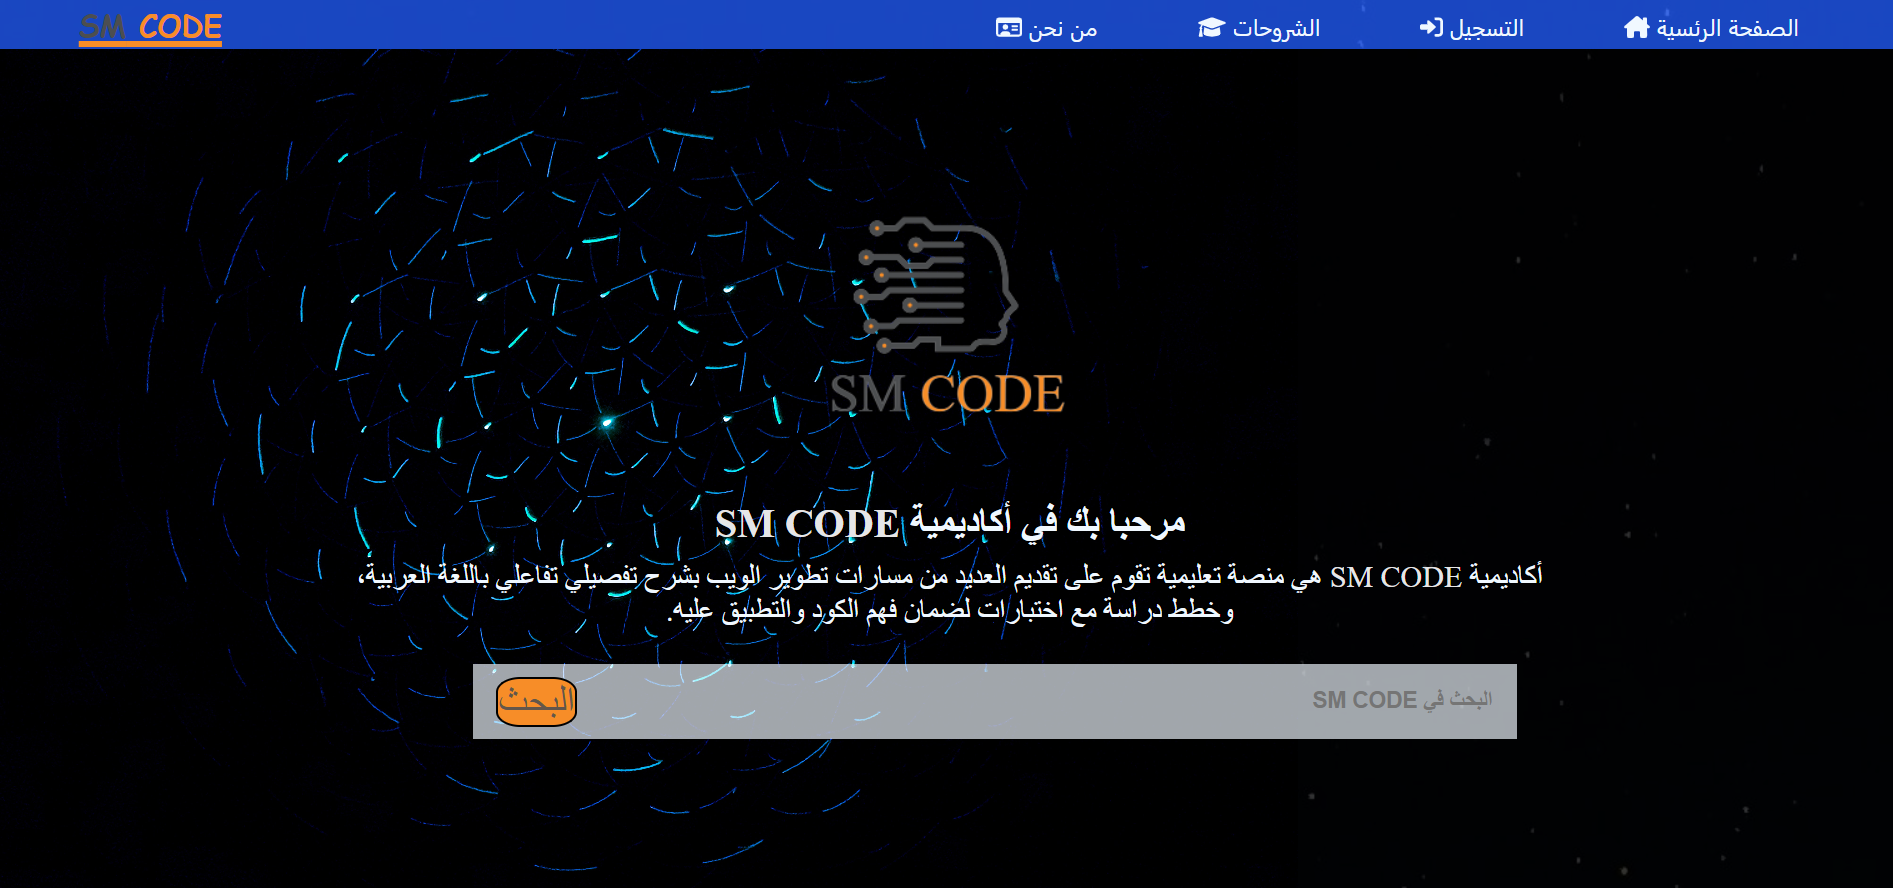 الصفحة الرئسية
التسجيل
الشروحات
من نحن
SM CODE
SM CODE
مرحبا بك في أكاديمية SM CODE
أكاديمية SM CODE هي منصة تعليمية تقوم على تقديم العديد من مسارات تطوير الويب بشرح تفصيلي تفاعلي باللغة العربية،
وخطط دراسة مع اختبارات لضمان فهم الكود والتطبيق عليه.
البحث في SM CODE
البحث